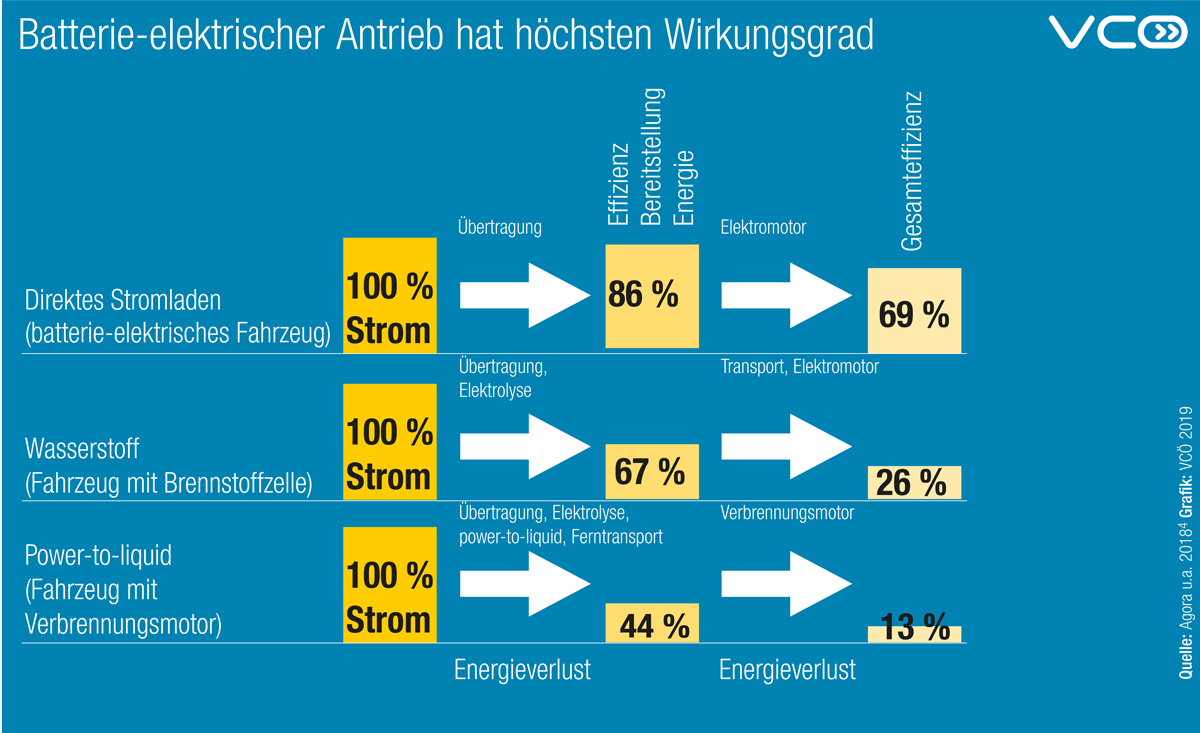 Batterie-elektrischer Antrieb hat höchsten Wirkungsgrad
VCÖ
Effizienz
Bereitstellung
Energie
Gesamteffizienz
Übertragung
Elektromotor
Direktes Stromladen
(batterie-elektrisches Fahrzeug)
100 %
Strom
86 %
69 %
Übertragung,
Elektrolyse
Transport, Elektromotor
Wasserstoff
(Fahrzeug mit Brennstoffzelle)
100 %
Strom
67 %
26 %
Übertragung, Elektrolyse,
power-to-liquid, Ferntransport
Verbrennungsmotor
Power-to-liquid
(Fahrzeug mit
Verbrennungsmotor)
100 %
Strom
44 %
13 %
Energieverlust
Energieverlust
Quelle: Agora u.a. 2018⁴ Grafik: VCÖ 2019